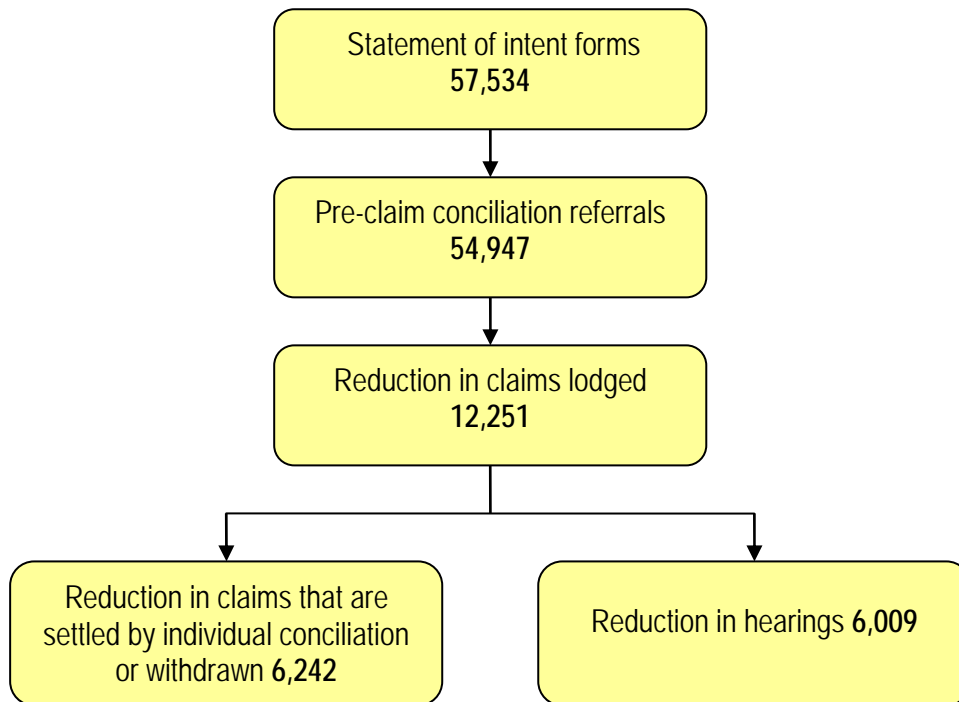 Statement of intent forms
57,534
Pre-claim conciliation referrals
54,947
Reduction in claims lodged
12,251
Reduction in claims that are
settled by individual conciliation
or withdrawn 6,242
Reduction in hearings 6,009